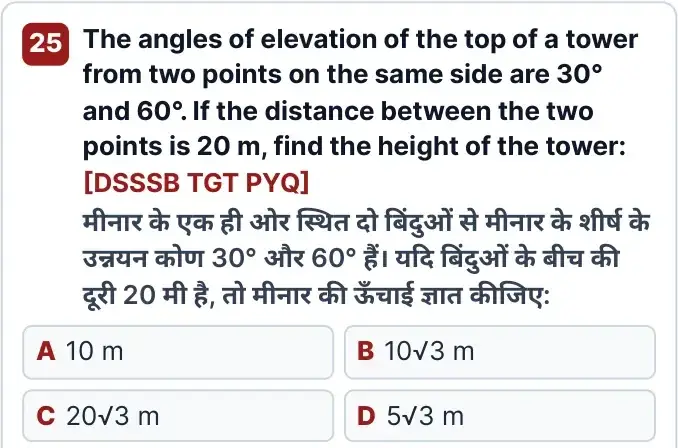 25 The angles of elevation of the top of a tower
from two points on the same side are 30°
and 60°. If the distance between the two
points is 20 m, find the height of the tower:
[DSSSB TGT PYQ]
मीनार के एक ही ओर स्थित दो बिंदुओं से मीनार के शीर्ष के
उन्नयन कोण 30° और 60° हैं। यदि बिंदुओं के बीच की
दूरी 20 मी है, तो मीनार की ऊँचाई ज्ञात कीजिए:
A 10 m
B 10√3 m
C 20√3 m
D 5√3 m